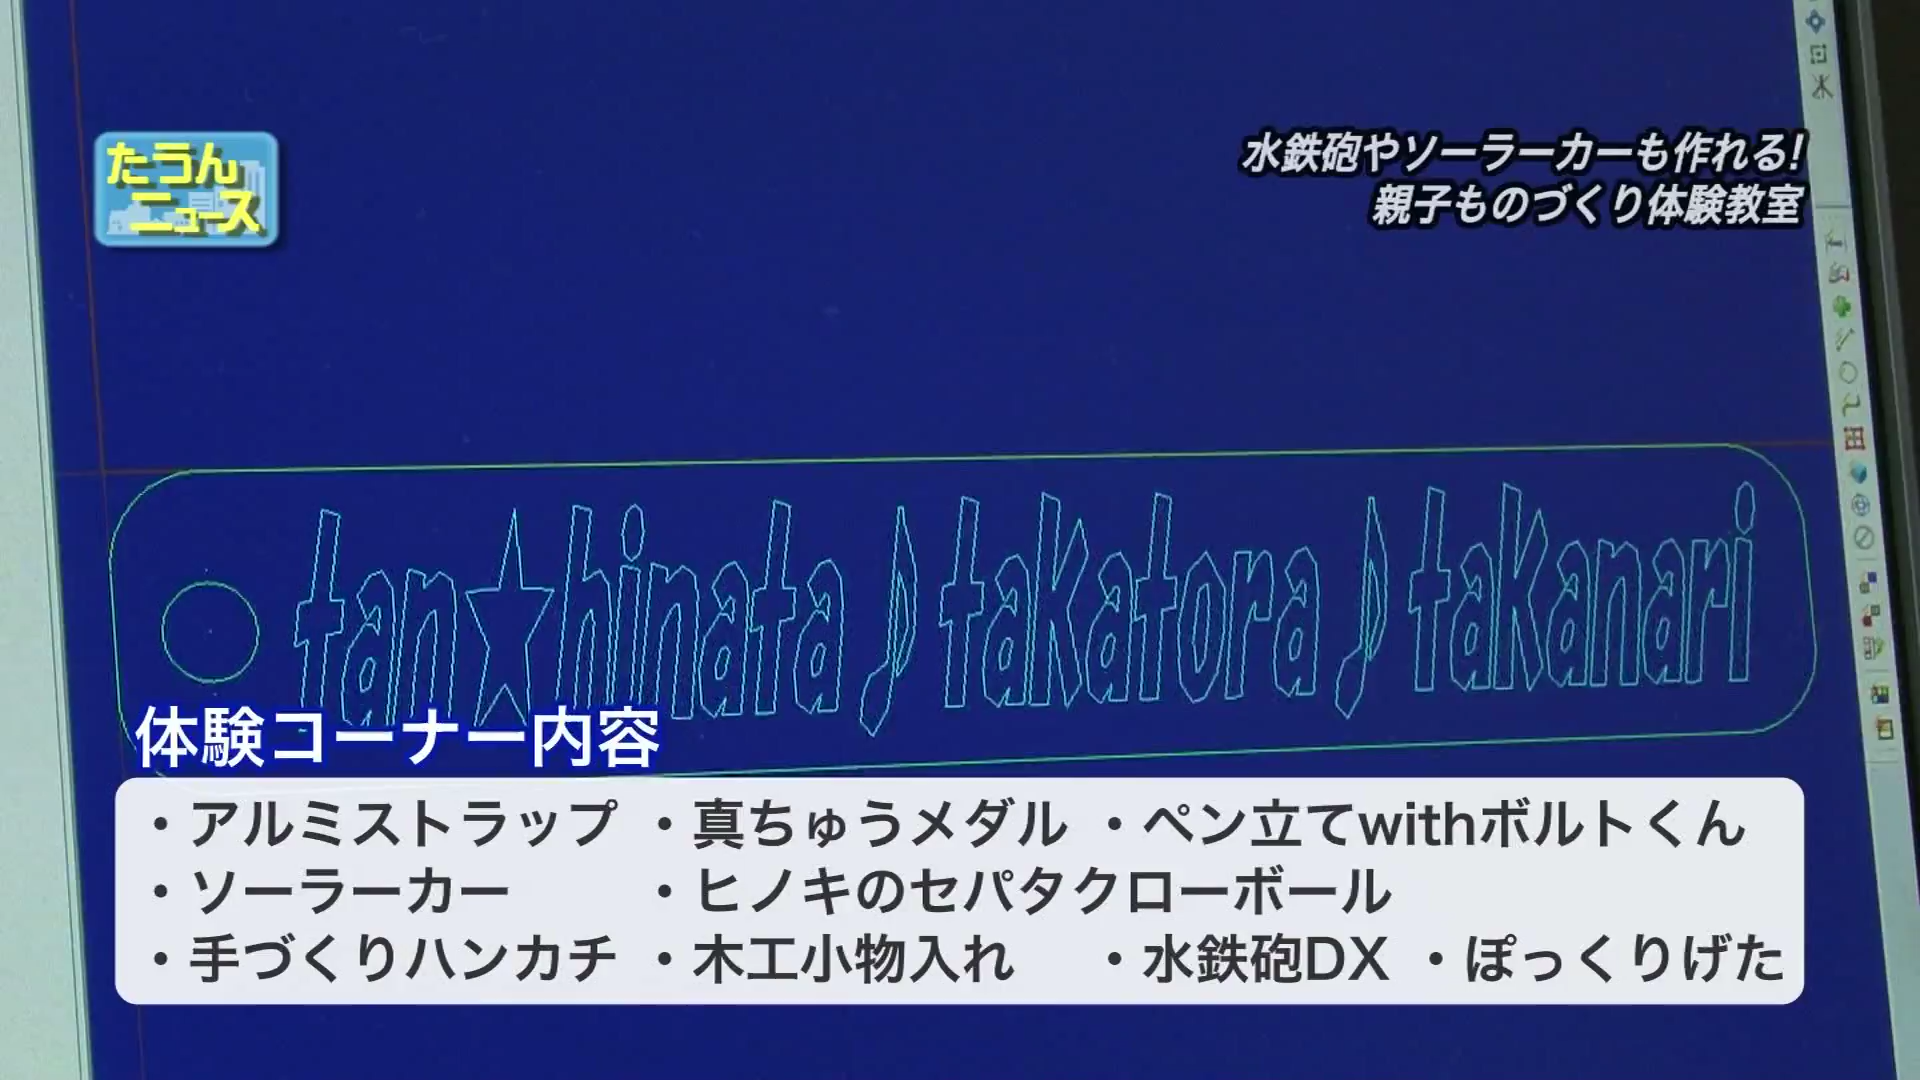 たうん
ニュース
水鉄砲やソーラーカーも作れる!
親子ものづくり体験教室
tan★hinata♪takatora♪takanari
体験コーナー内容
・アルミストラップ ・真ちゅうメダル ・ペン立てwithボルトくん
・ソーラーカー ・ヒノキのセパタクローボール
・手づくりハンカチ ・木工小物入れ ・水鉄砲DX ・ぽっくりげた